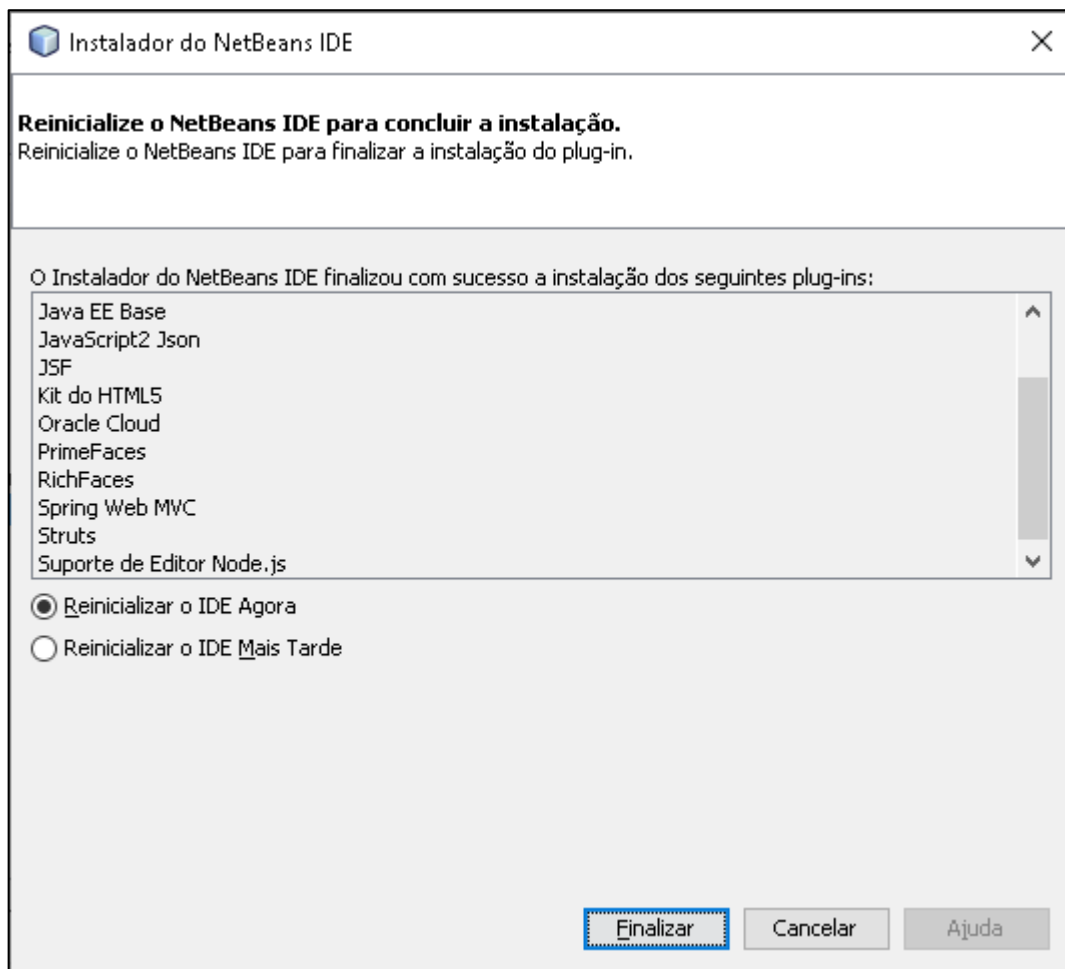 Instalador do NetBeans IDE
Reinicialize o NetBeans IDE para concluir a instalação.
Reinicialize o NetBeans IDE para finalizar a instalação do plug-in.
O Instalador do NetBeans IDE finalizou com sucesso a instalação dos seguintes plug-ins:
Java EE Base
JavaScript2 Json
JSF
Kit do HTML5
Oracle Cloud
PrimeFaces
RichFaces
Spring Web MVC
Struts
Suporte de Editor Node.js
Reinicializar o IDE Agora
Reinicializar o IDE Mais Tarde
Finalizar Cancelar Ajuda